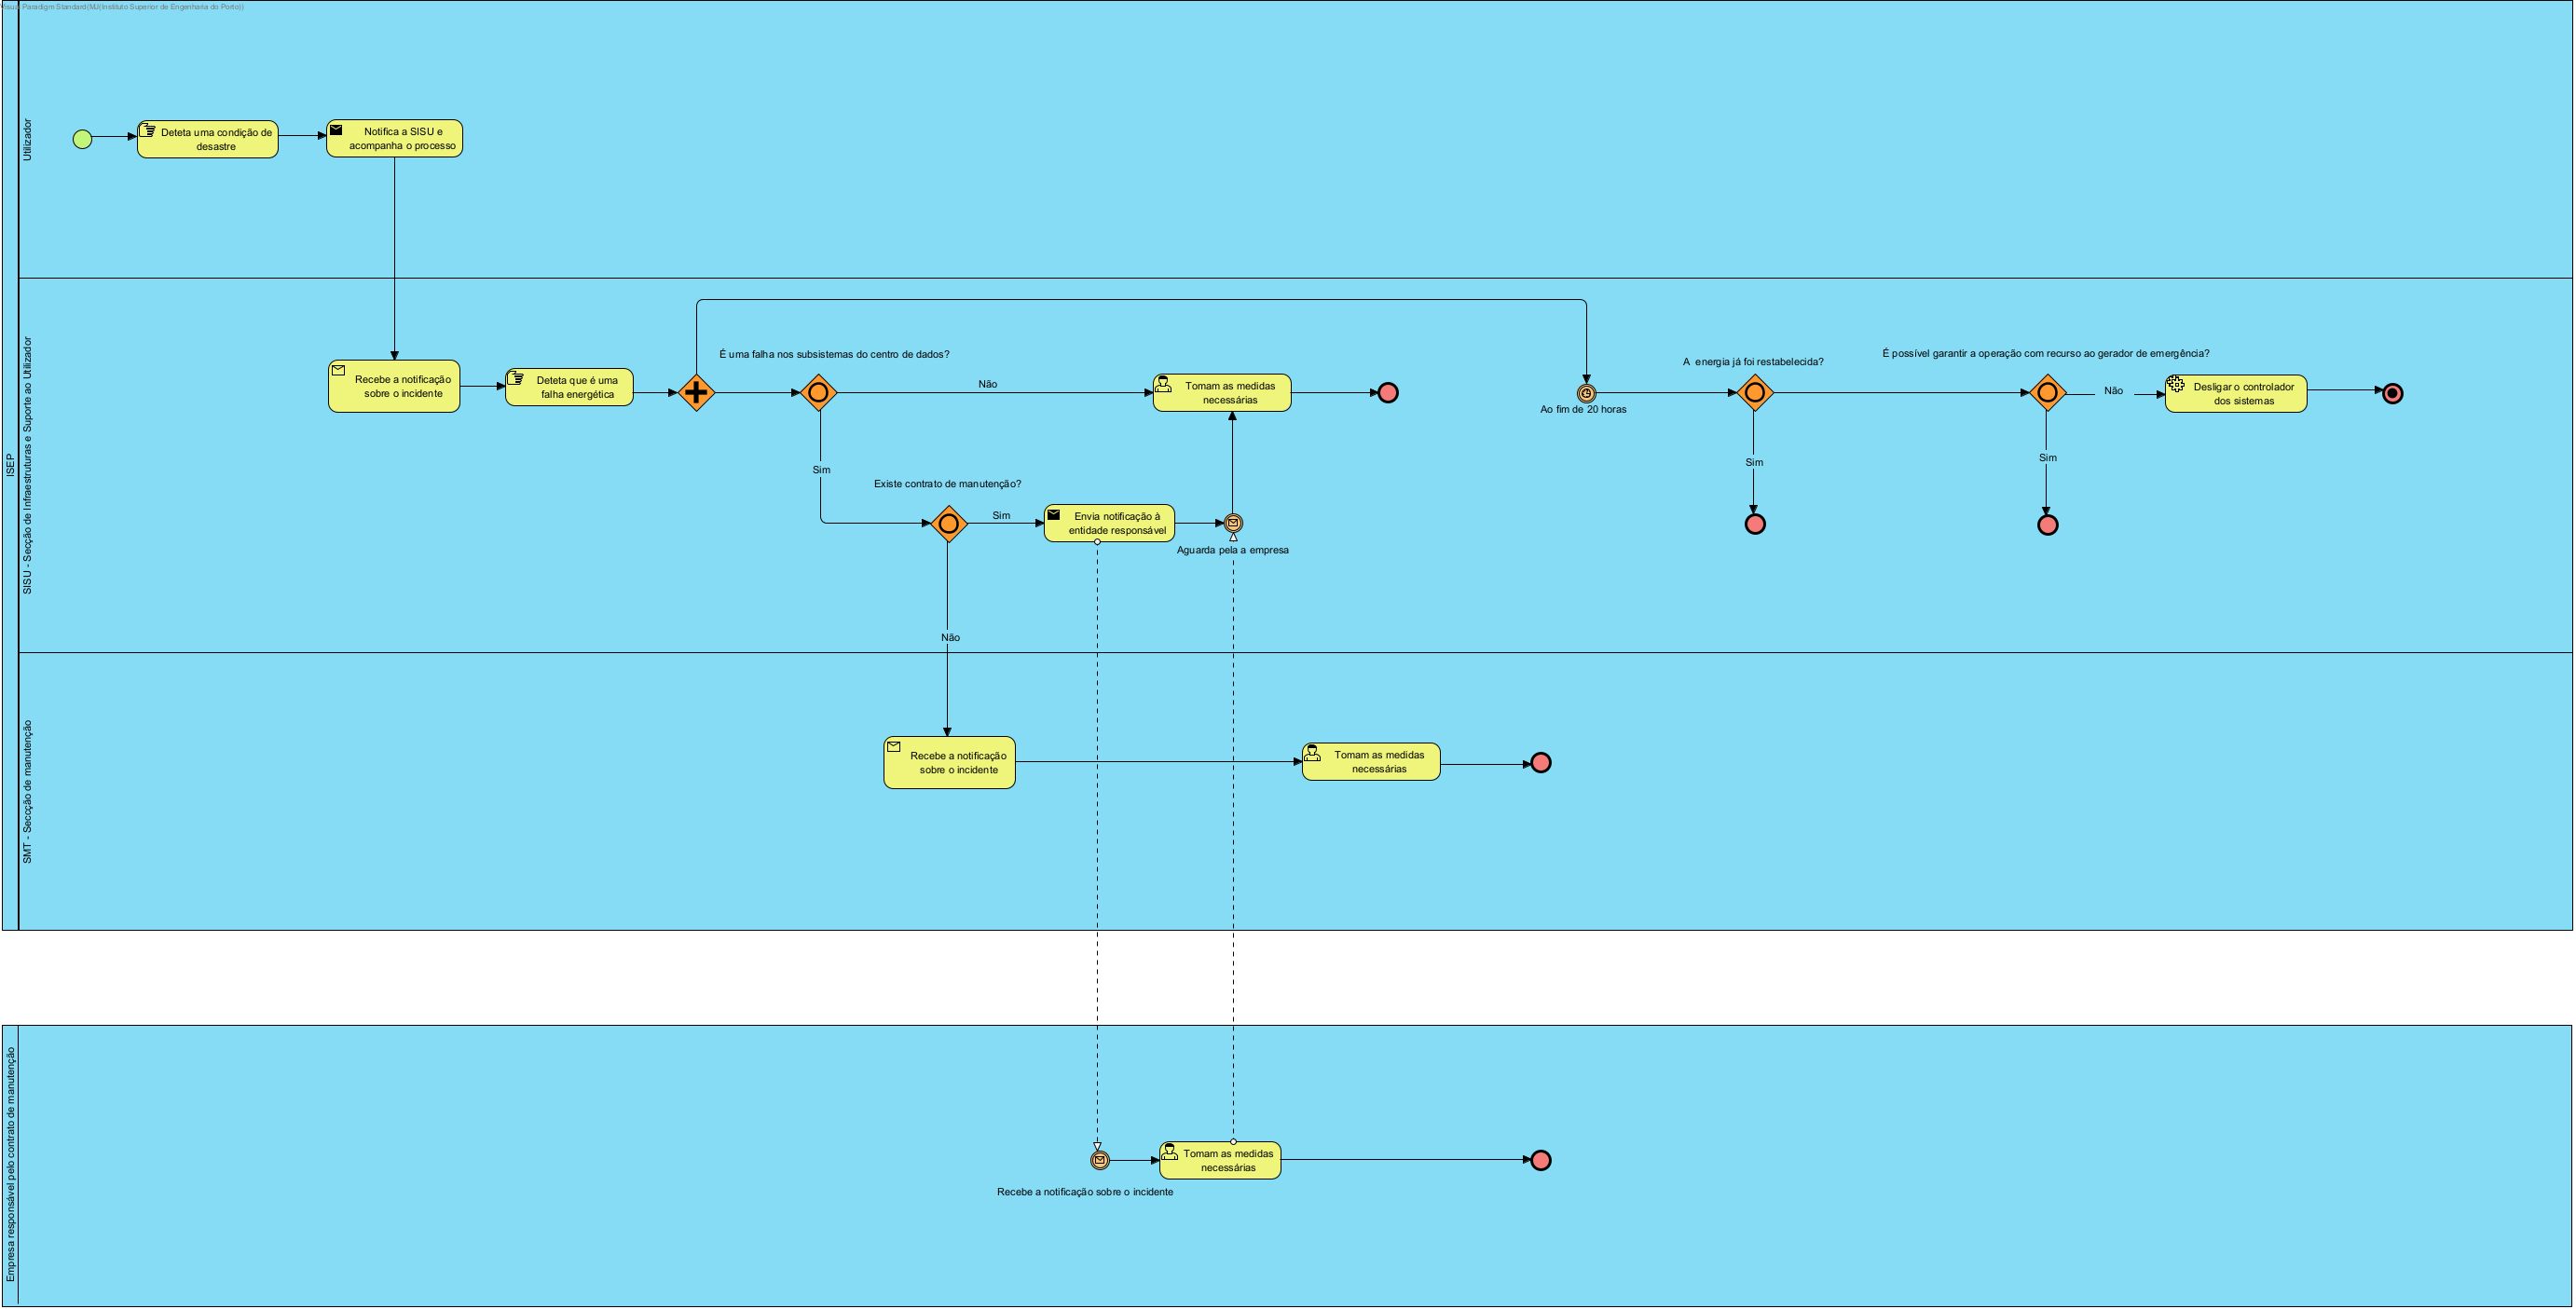 Visual Paradigm Standard(MJ(Instituto Superior de Engenharia do Porto))
ISEP
Utilizador
Deteta uma condição de
desastre
Notifica a SISU e
acompanha o processo
SISU - Secção de Infraestruturas e Suporte ao Utilizador
Recebe a notificação
sobre o incidente
Deteta que é uma
falha energética
É uma falha nos subsistemas do centro de dados?
Não
Sim
Tomam as medidas
necessárias
Existe contrato de manutenção?
Sim
Não
Envia notificação à
entidade responsável
Aguarda pela a empresa
Ao fim de 20 horas
A energia já foi restabelecida?
Sim
É possível garantir a operação com recurso ao gerador de emergência?
Não
Sim
Desligar o controlador
dos sistemas
SMT - Secção de manutenção
Recebe a notificação
sobre o incidente
Tomam as medidas
necessárias
Empresa responsável pelo contrato de manutenção
Recebe a notificação sobre o incidente
Tomam as medidas
necessárias